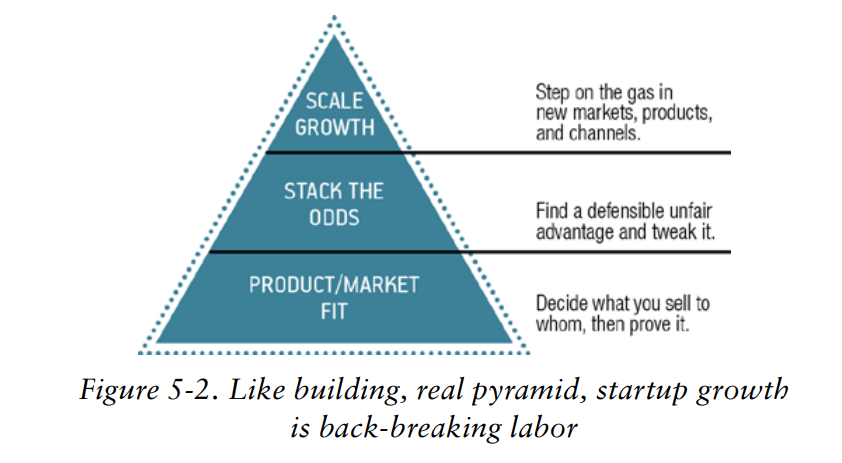 SCALE
GROWTH
Step on the gas in
new markets, products,
and channels.
STACK THE
ODDS
Find a defensible unfair
advantage and tweak it.
PRODUCT/MARKET
FIT
Decide what you sell to
whom, then prove it.
Figure 5-2. Like building, real pyramid, startup growth
is back-breaking labor